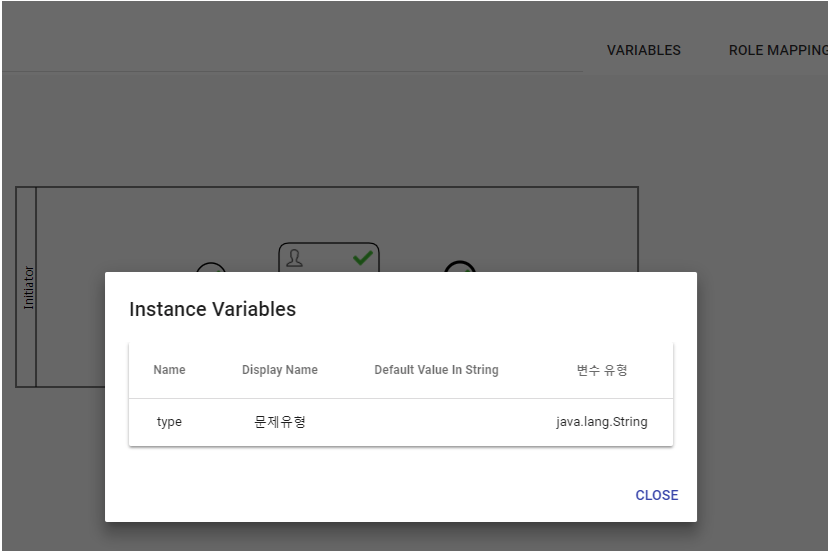 VARIABLES ROLE MAPPING
Initiator
Instance Variables
Name Display Name Default Value In String 변수 유형
type 문제유형 java.lang.String
CLOSE